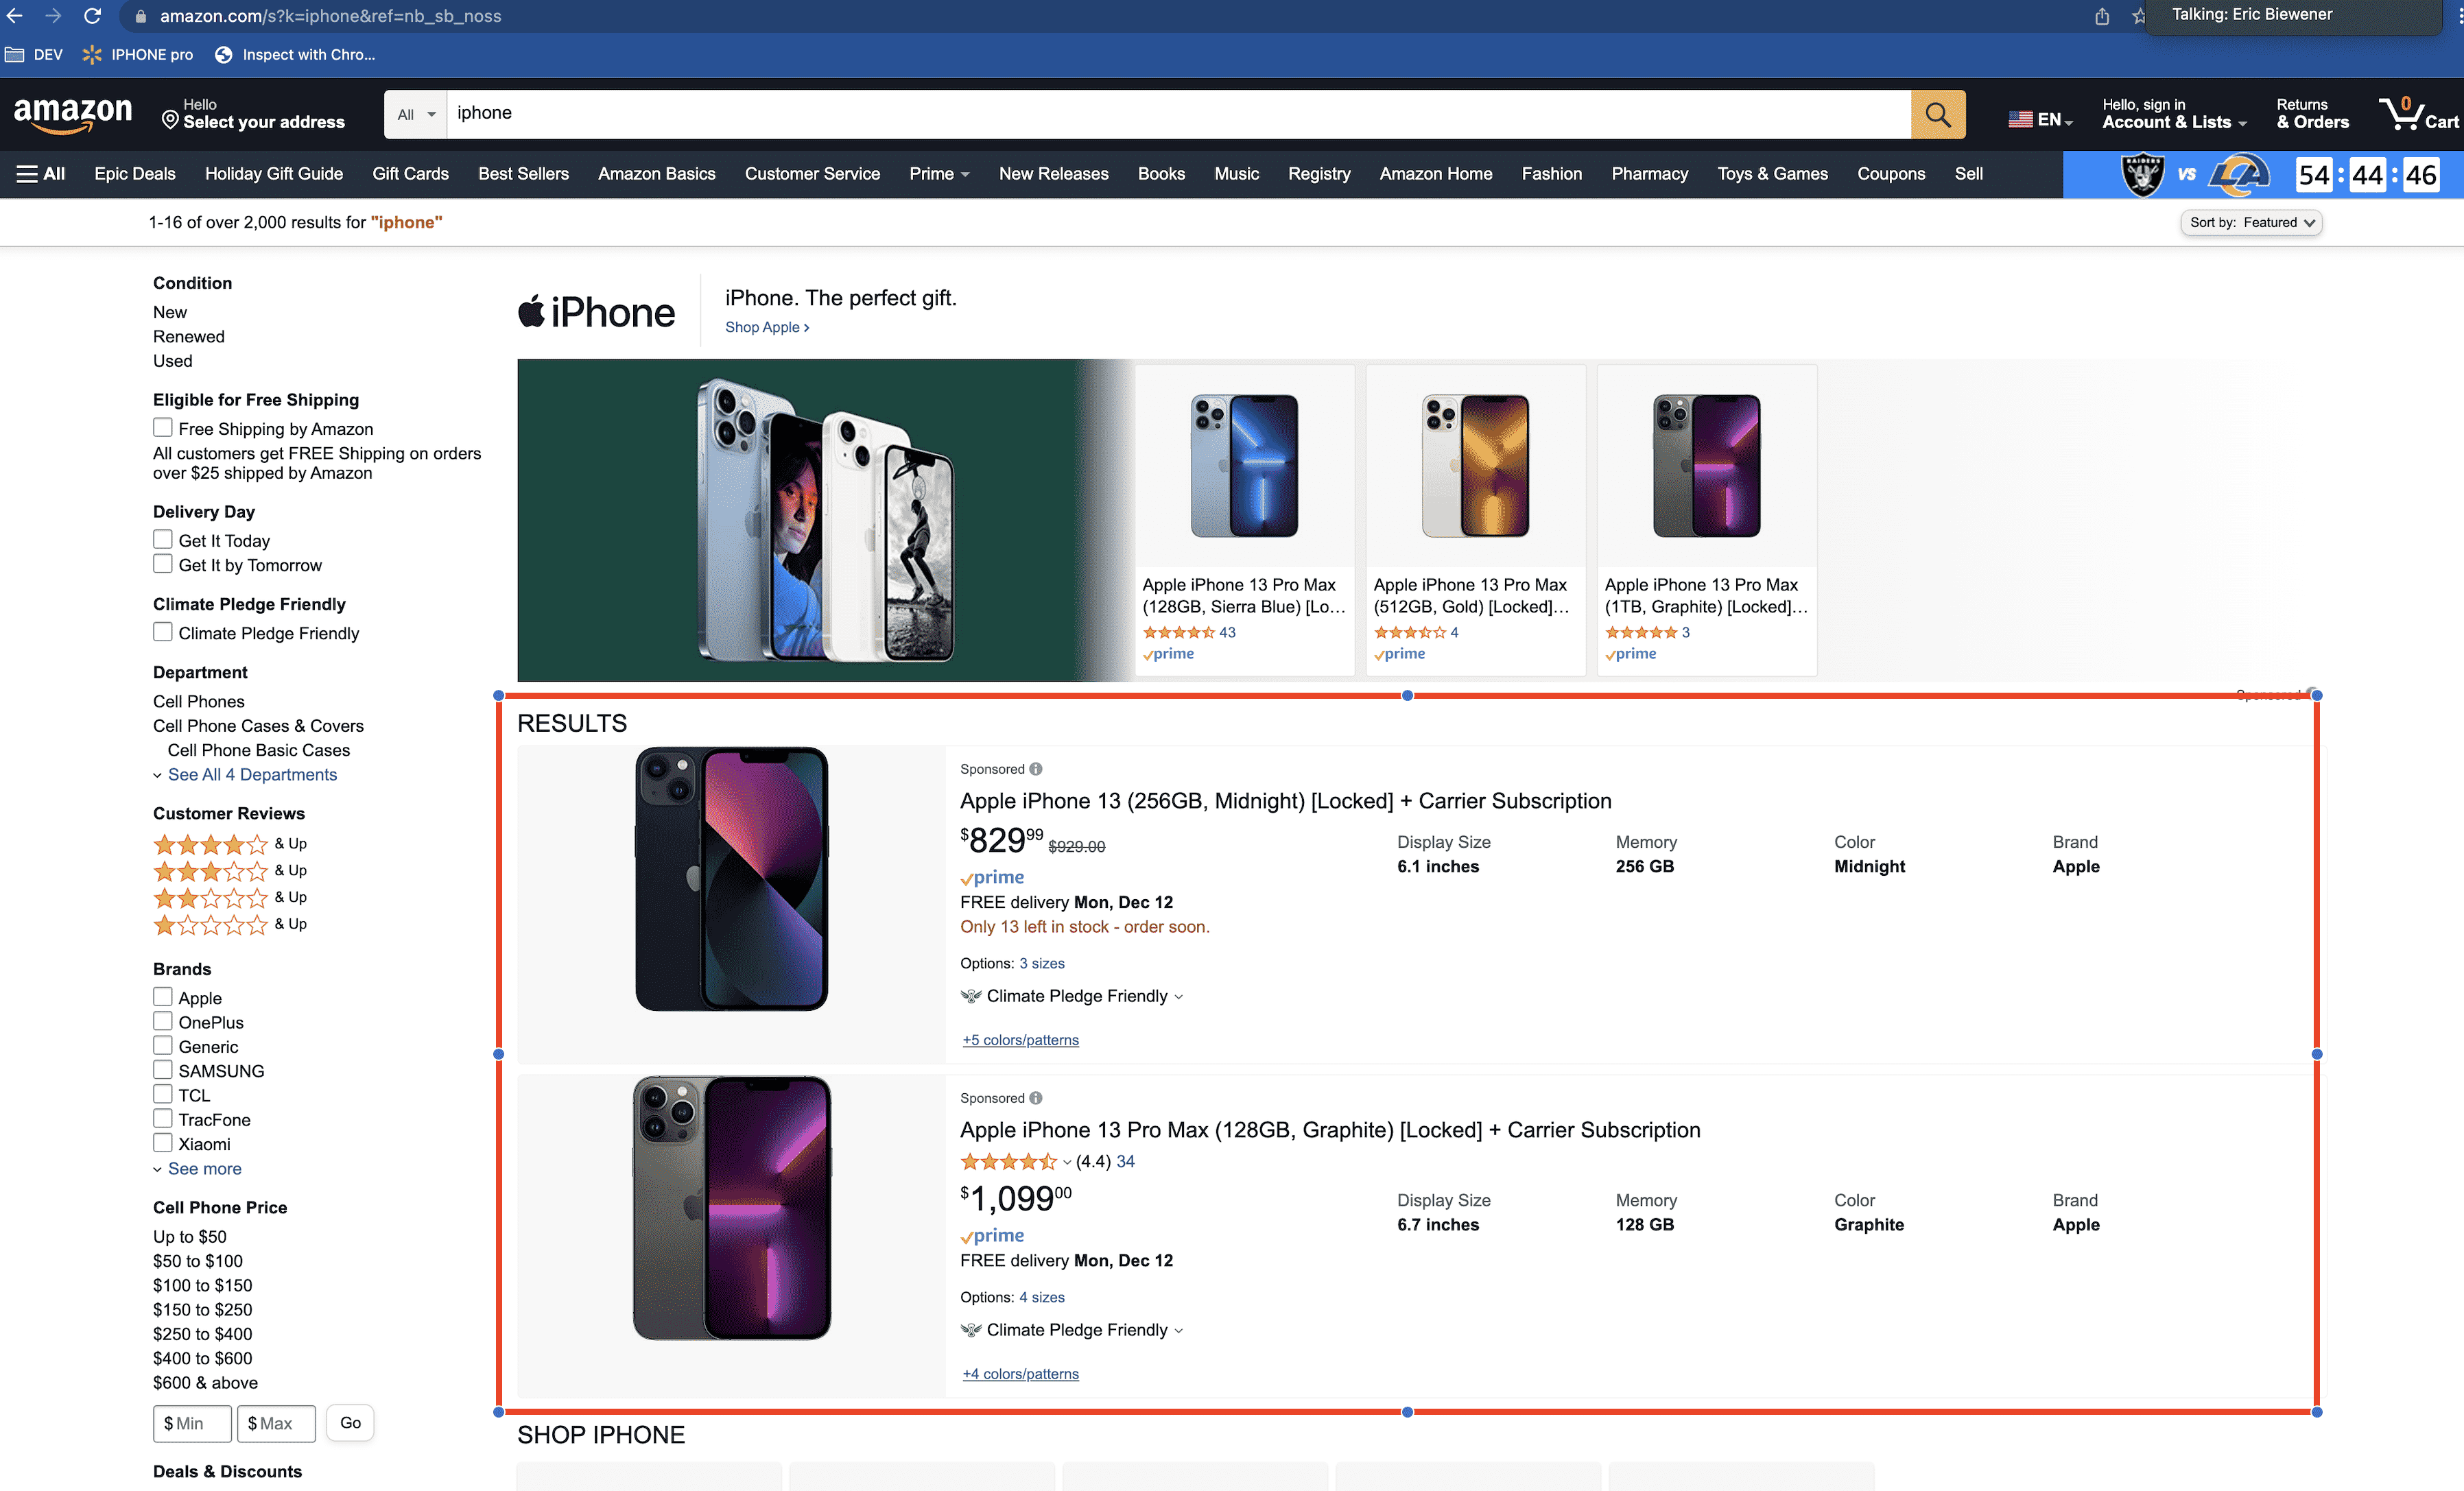 amazon.com/s?k=iphone&ref=nb_sb_noss
Talking: Eric Biewener
DEV
IPHONE pro
Inspect with Chro...
amazon
Hello
Select your address
All
iphone
EN
Hello, sign in
Account & Lists
Returns
& Orders
0
Cart
All
Epic Deals
Holiday Gift Guide
Gift Cards
Best Sellers
Amazon Basics
Customer Service
Prime
New Releases
Books
Music
Registry
Amazon Home
Fashion
Pharmacy
Toys & Games
Coupons
Sell
RAIDERS
VS
LA
54 : 44 : 46
1-16 of over 2,000 results for "iphone"
Sort by: Featured
Condition
New
Renewed
Used
Eligible for Free Shipping
Free Shipping by Amazon
All customers get FREE Shipping on orders
over $25 shipped by Amazon
Delivery Day
Get It Today
Get It by Tomorrow
Climate Pledge Friendly
Climate Pledge Friendly
Department
Cell Phones
Cell Phone Cases & Covers
Cell Phone Basic Cases
See All 4 Departments
Customer Reviews
& Up
& Up
& Up
& Up
Brands
Apple
OnePlus
Generic
SAMSUNG
TCL
TracFone
Xiaomi
See more
Cell Phone Price
Up to $50
$50 to $100
$100 to $150
$150 to $250
$250 to $400
$400 to $600
$600 & above
$ Min
$ Max
Go
Deals & Discounts
iPhone
iPhone. The perfect gift.
Shop Apple ›
Apple iPhone 13 Pro Max
(128GB, Sierra Blue) [Lo...
43
prime
Apple iPhone 13 Pro Max
(512GB, Gold) [Locked]...
4
prime
Apple iPhone 13 Pro Max
(1TB, Graphite) [Locked]...
3
prime
Sponsored
RESULTS
Sponsored
Apple iPhone 13 (256GB, Midnight) [Locked] + Carrier Subscription
$829.99 $929.00
prime
FREE delivery Mon, Dec 12
Only 13 left in stock - order soon.
Options: 3 sizes
Climate Pledge Friendly
+5 colors/patterns
Display Size
6.1 inches
Memory
256 GB
Color
Midnight
Brand
Apple
Sponsored
Apple iPhone 13 Pro Max (128GB, Graphite) [Locked] + Carrier Subscription
(4.4) 34
$1,099.00
prime
FREE delivery Mon, Dec 12
Options: 4 sizes
Climate Pledge Friendly
+4 colors/patterns
Display Size
6.7 inches
Memory
128 GB
Color
Graphite
Brand
Apple
SHOP IPHONE